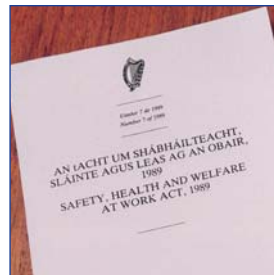 Uimhir 7 de 1989
Number 7 of 1989
AN tACHT UM SHÁBHÁILTEACHT,
SLÁINTE AGUS LEAS AG AN OBAIR,
1989
SAFETY, HEALTH AND WELFARE
AT WORK ACT, 1989